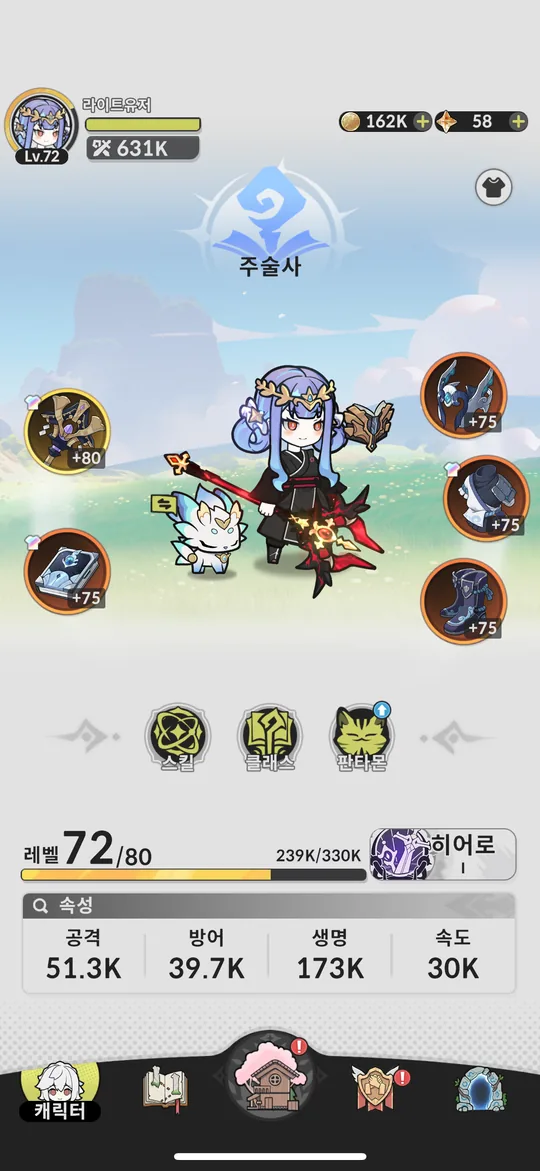 라이트유저
Lv.72
631K
162K
58
주술사
+80
+75
+75
+75
+75
스킬
클래스
판타몬
레벨 72/80
239K/330K
히어로
I
속성
공격 방어 생명 속도
51.3K 39.7K 173K 30K
캐릭터